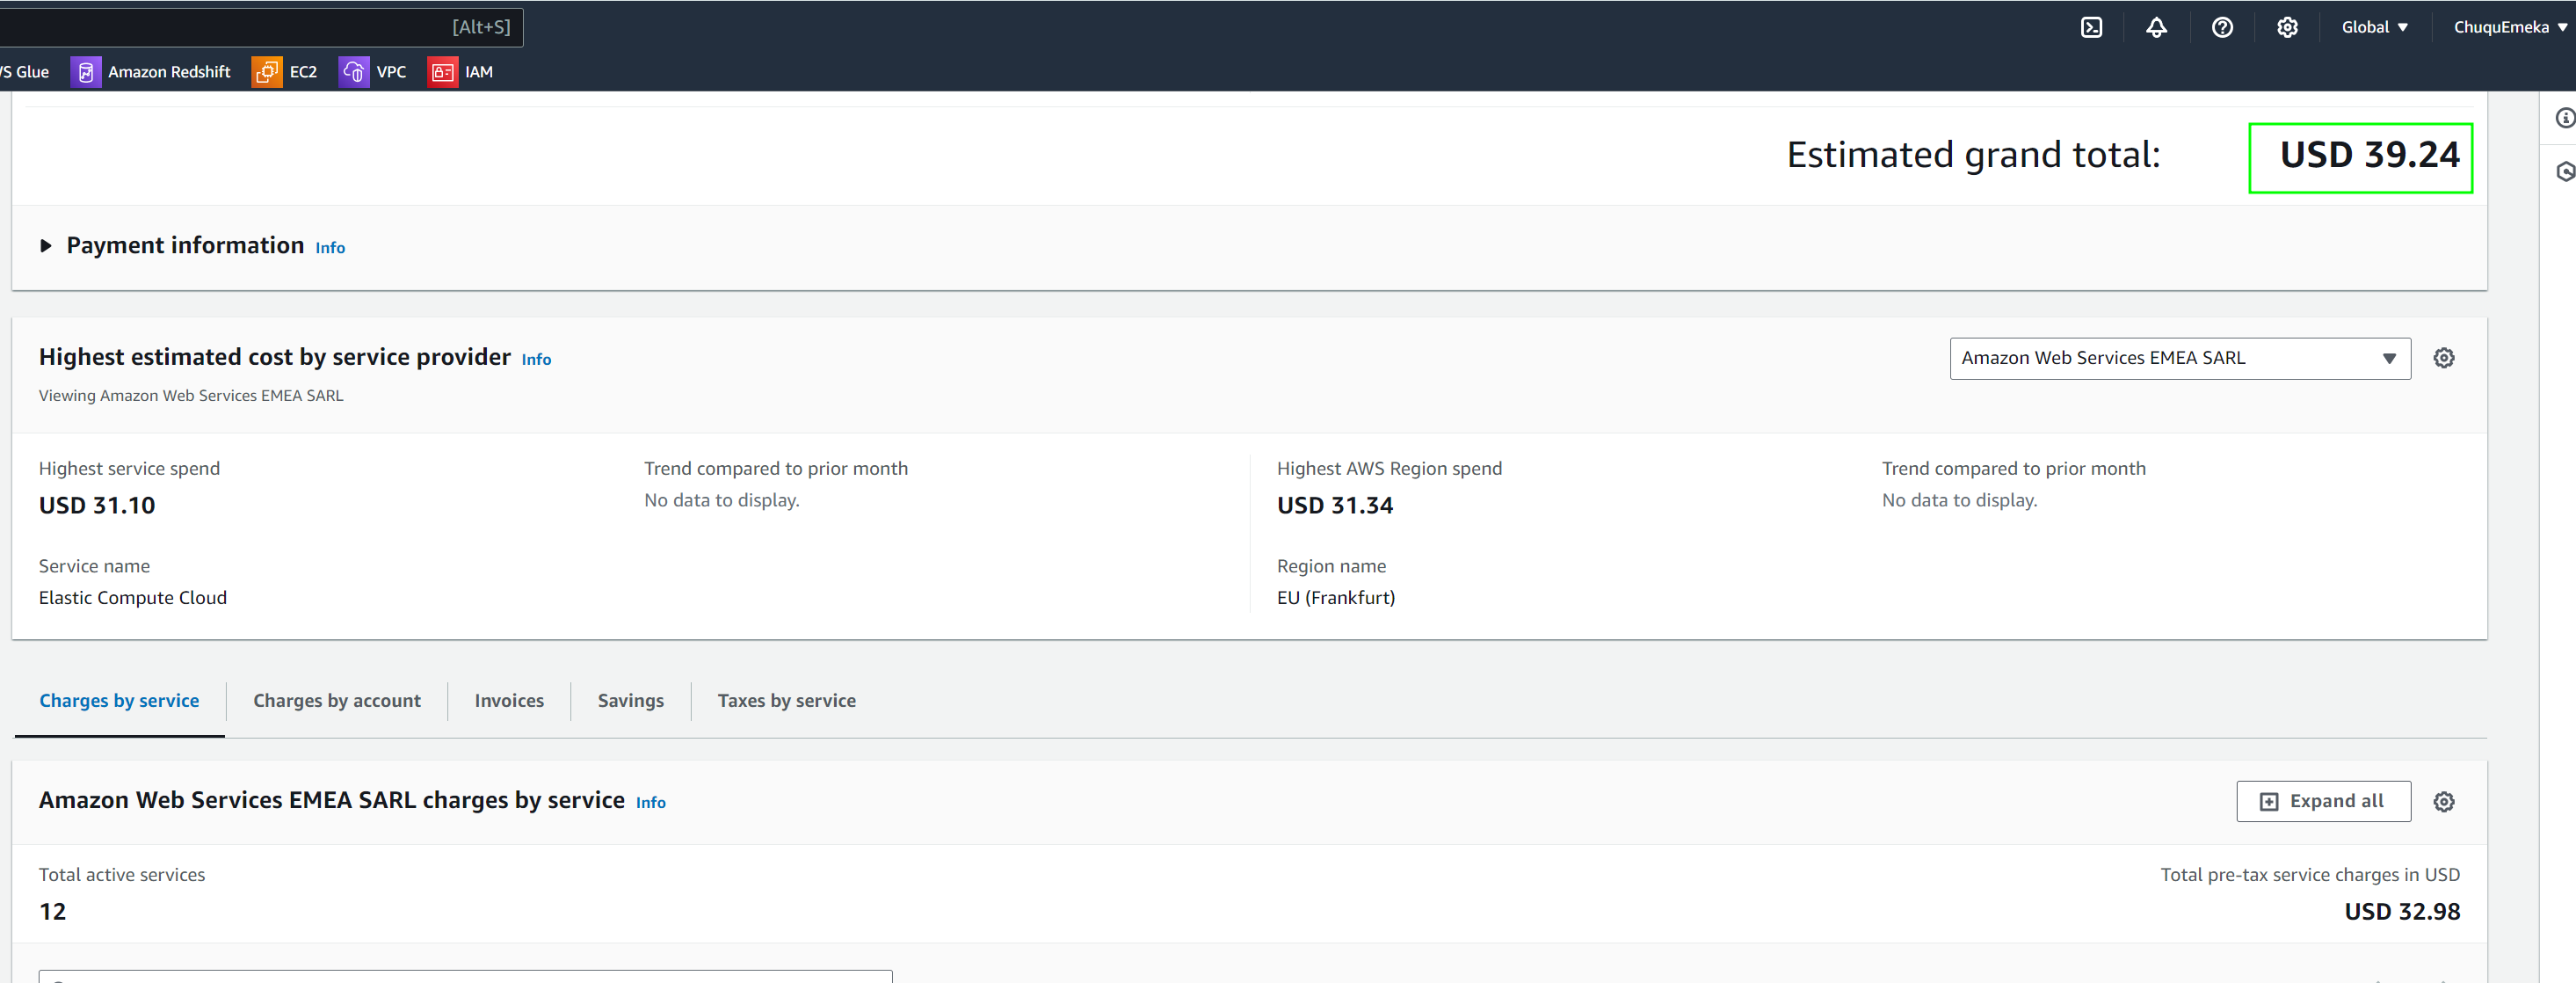 [Alt+S]
Global
ChuquEmeka
S Glue
Amazon Redshift
EC2
VPC
IAM
Estimated grand total:
USD 39.24
Payment information Info
Highest estimated cost by service provider Info
Amazon Web Services EMEA SARL
Viewing Amazon Web Services EMEA SARL
Highest service spend
Trend compared to prior month
Highest AWS Region spend
Trend compared to prior month
USD 31.10
No data to display.
USD 31.34
No data to display.
Service name
Region name
Elastic Compute Cloud
EU (Frankfurt)
Charges by service
Charges by account
Invoices
Savings
Taxes by service
Amazon Web Services EMEA SARL charges by service Info
Expand all
Total active services
Total pre-tax service charges in USD
12
USD 32.98